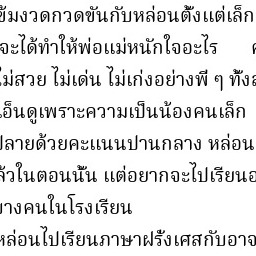 ข้มงวดกวดขันกับหล่อนตั้งแต่เล็ก
จะได้ทำให้พ่อแม่หนักใจอะไร
ไม่สวย ไม่เด่น ไม่เก่งอย่างพี่ ๆ ทั้ง
เอ็นดูเพราะความเป็นน้องคนเล็ก
ปลายด้วยคะแนนปานกลาง หล่อน
ล้วในตอนนั้น แต่อยากจะไปเรียน
บางคนในโรงเรียน
หล่อนไปเรียนภาษาฝรั่งเศสกับอาจ